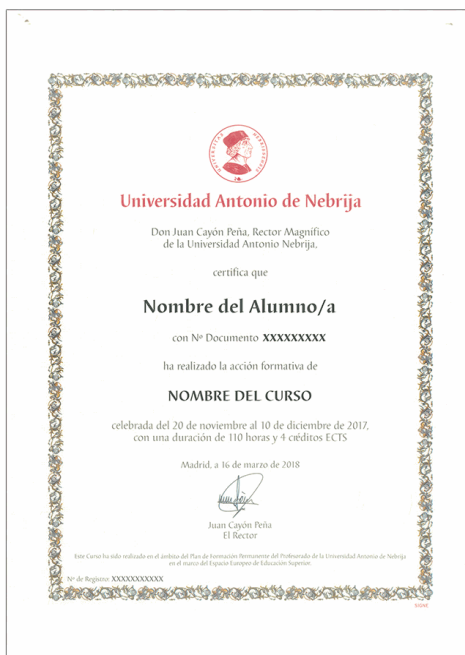 Universidad Antonio de Nebrija
Don Juan Cayón Peña, Rector Magnífico
de la Universidad Antonio Nebrija,
certifica que
Nombre del Alumno/a
con Nº Documento XXXXXXXXX
ha realizado la acción formativa de
NOMBRE DEL CURSO
celebrada del 20 de noviembre al 10 de diciembre de 2017,
con una duración de 110 horas y 4 créditos ECTS
Madrid, a 16 de marzo de 2018
Juan Cayón Peña
El Rector
Este Curso ha sido realizado en el ámbito del Plan de Formación Permanente del Profesorado de la Universidad Antonio de Nebrija
en el marco del Espacio Europeo de Educación Superior.
Nº de Registro: XXXXXXXXXXX
SIGNE